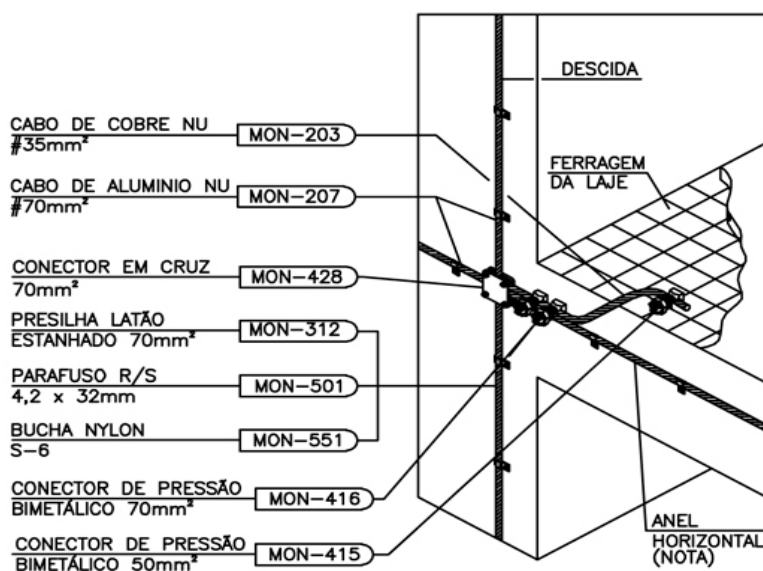 DESCIDA
CABO DE COBRE NU
#35mm²
MON-203
FERRAGEM
DA LAJE
CABO DE ALUMINIO NU
#70mm²
MON-207
CONECTOR EM CRUZ
70mm²
MON-428
PRESILHA LATÃO
ESTANHADO 70mm²
MON-312
PARAFUSO R/S
4,2 x 32mm
MON-501
BUCHA NYLON
S-6
MON-551
CONECTOR DE PRESSÃO
BIMETÁLICO 70mm²
MON-416
CONECTOR DE PRESSÃO
BIMETÁLICO 50mm²
MON-415
ANEL
HORIZONTAL
(NOTA)